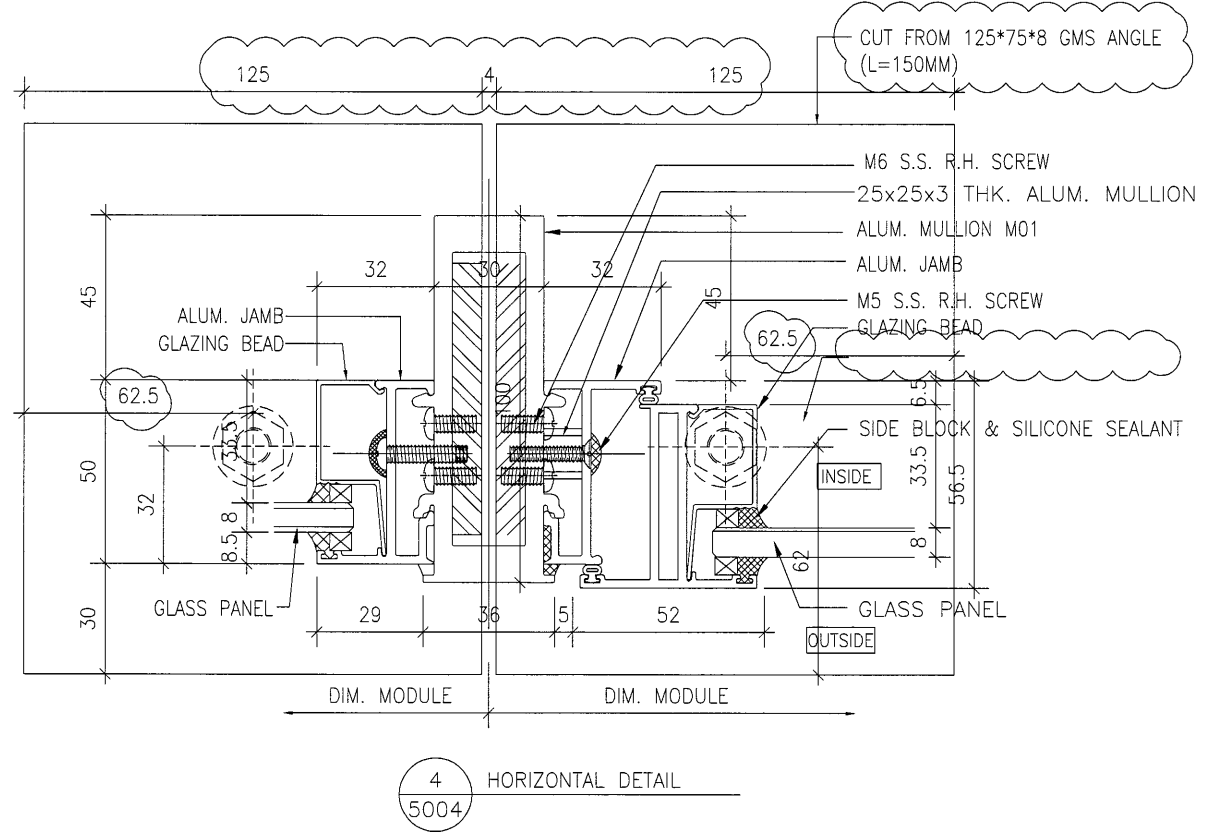 CUT FROM 125*75*8 GMS ANGLE
(L=150MM)
125
4
125
M6 S.S. R.H. SCREW
25x25x3 THK. ALUM. MULLION
ALUM. MULLION M01
ALUM. JAMB
M5 S.S. R.H. SCREW
GLAZING BEAD
32
30
32
45
45
ALUM. JAMB
GLAZING BEAD
62.5
62.5
100
6.5
33.5
SIDE BLOCK & SILICONE SEALANT
INSIDE
33.5
56.5
50
32
8
8.5
8
62
GLASS PANEL
GLASS PANEL
29
36
5
52
30
OUTSIDE
DIM. MODULE
DIM. MODULE
4
5004
HORIZONTAL DETAIL